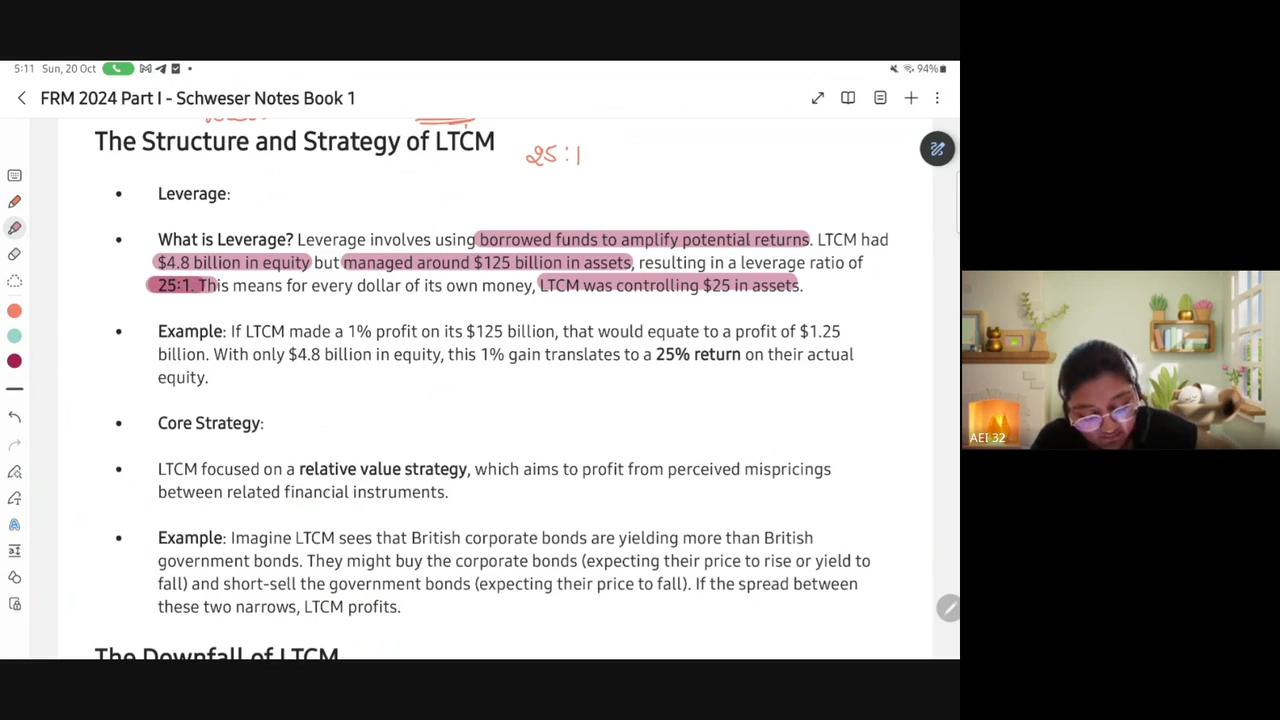 5:11 Sun, 20 Oct
94%
FRM 2024 Part I - Schweser Notes Book 1
The Structure and Strategy of LTCM
25:1
• Leverage:
• What is Leverage? Leverage involves using borrowed funds to amplify potential returns. LTCM had
$4.8 billion in equity but managed around $125 billion in assets, resulting in a leverage ratio of
25:1. This means for every dollar of its own money, LTCM was controlling $25 in assets.
• Example: If LTCM made a 1% profit on its $125 billion, that would equate to a profit of $1.25
billion. With only $4.8 billion in equity, this 1% gain translates to a 25% return on their actual
equity.
• Core Strategy:
• LTCM focused on a relative value strategy, which aims to profit from perceived mispricings
between related financial instruments.
• Example: Imagine LTCM sees that British corporate bonds are yielding more than British
government bonds. They might buy the corporate bonds (expecting their price to rise or yield to
fall) and short-sell the government bonds (expecting their price to fall). If the spread between
these two narrows, LTCM profits.
The Downfall of LTCM
AEI 32